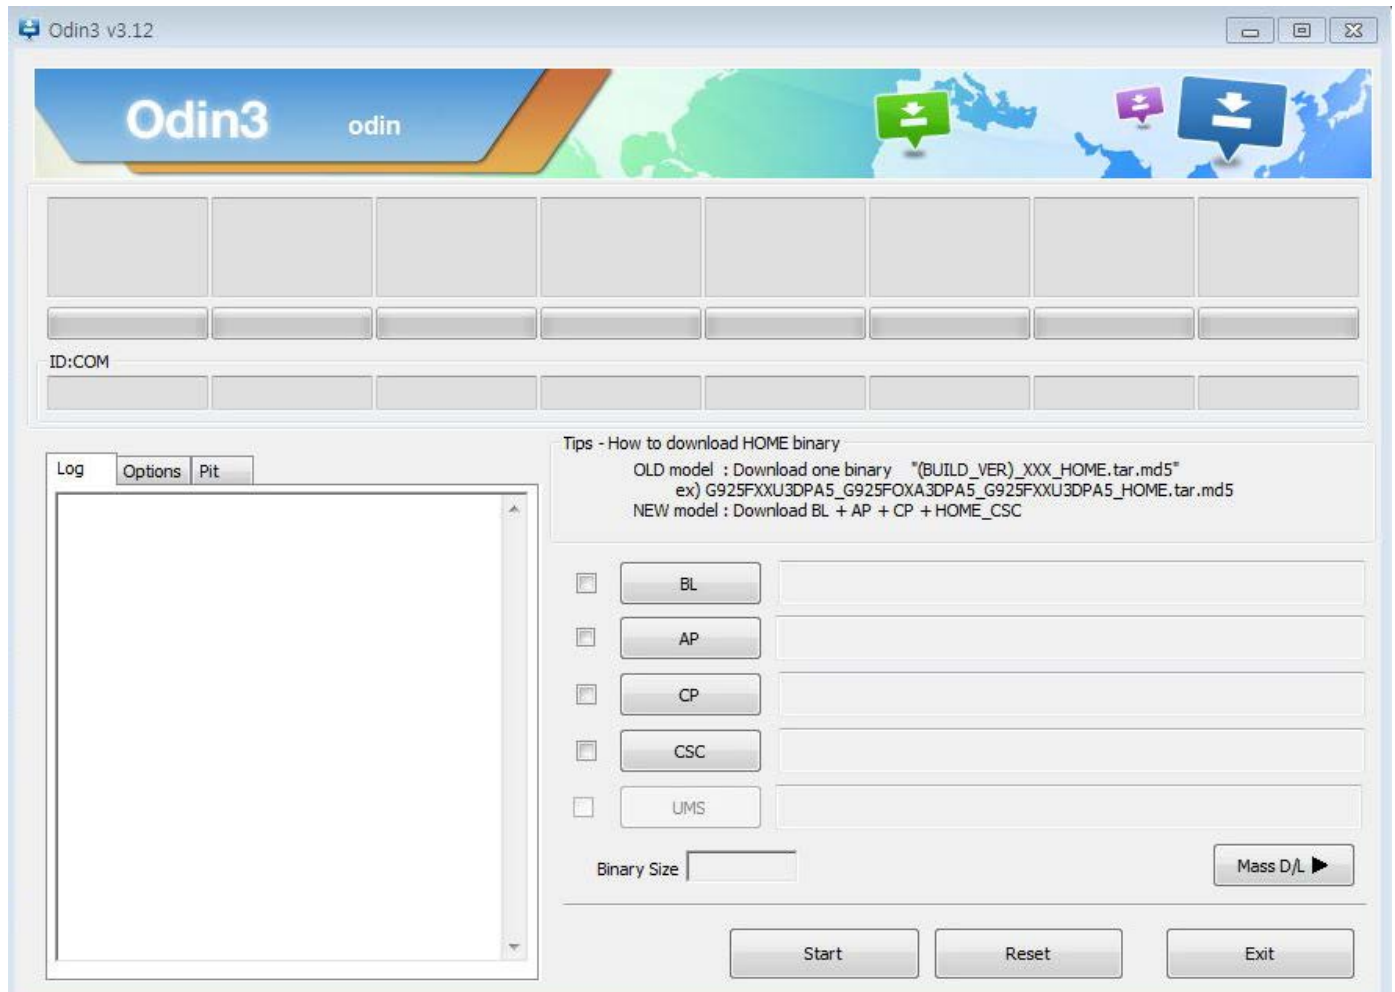 Odin3 v3.12
Odin3 odin
ID:COM
Log Options Pit
Tips - How to download HOME binary
OLD model : Download one binary "(BUILD_VER)_XXX_HOME.tar.md5"
ex) G925FXXU3DPA5_G925FOXA3DPA5_G925FXXU3DPA5_HOME.tar.md5
NEW model : Download BL + AP + CP + HOME_CSC
BL
AP
CP
CSC
UMS
Binary Size
Mass D/L
Start Reset Exit